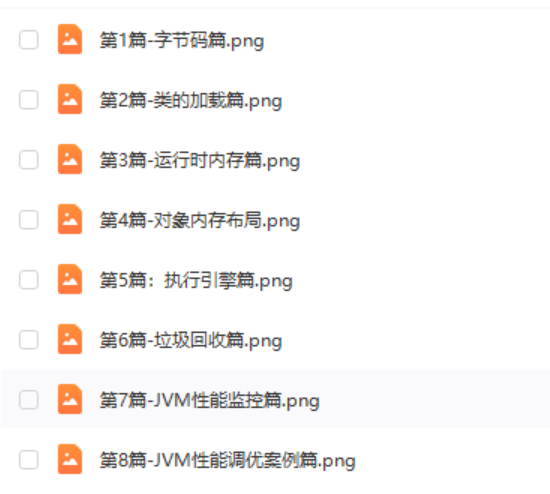 第1篇-字节码篇.png
第2篇-类的加载篇.png
第3篇-运行时内存篇.png
第4篇-对象内存布局.png
第5篇：执行引擎篇.png
第6篇-垃圾回收篇.png
第7篇-JVM性能监控篇.png
第8篇-JVM性能调优案例篇.png